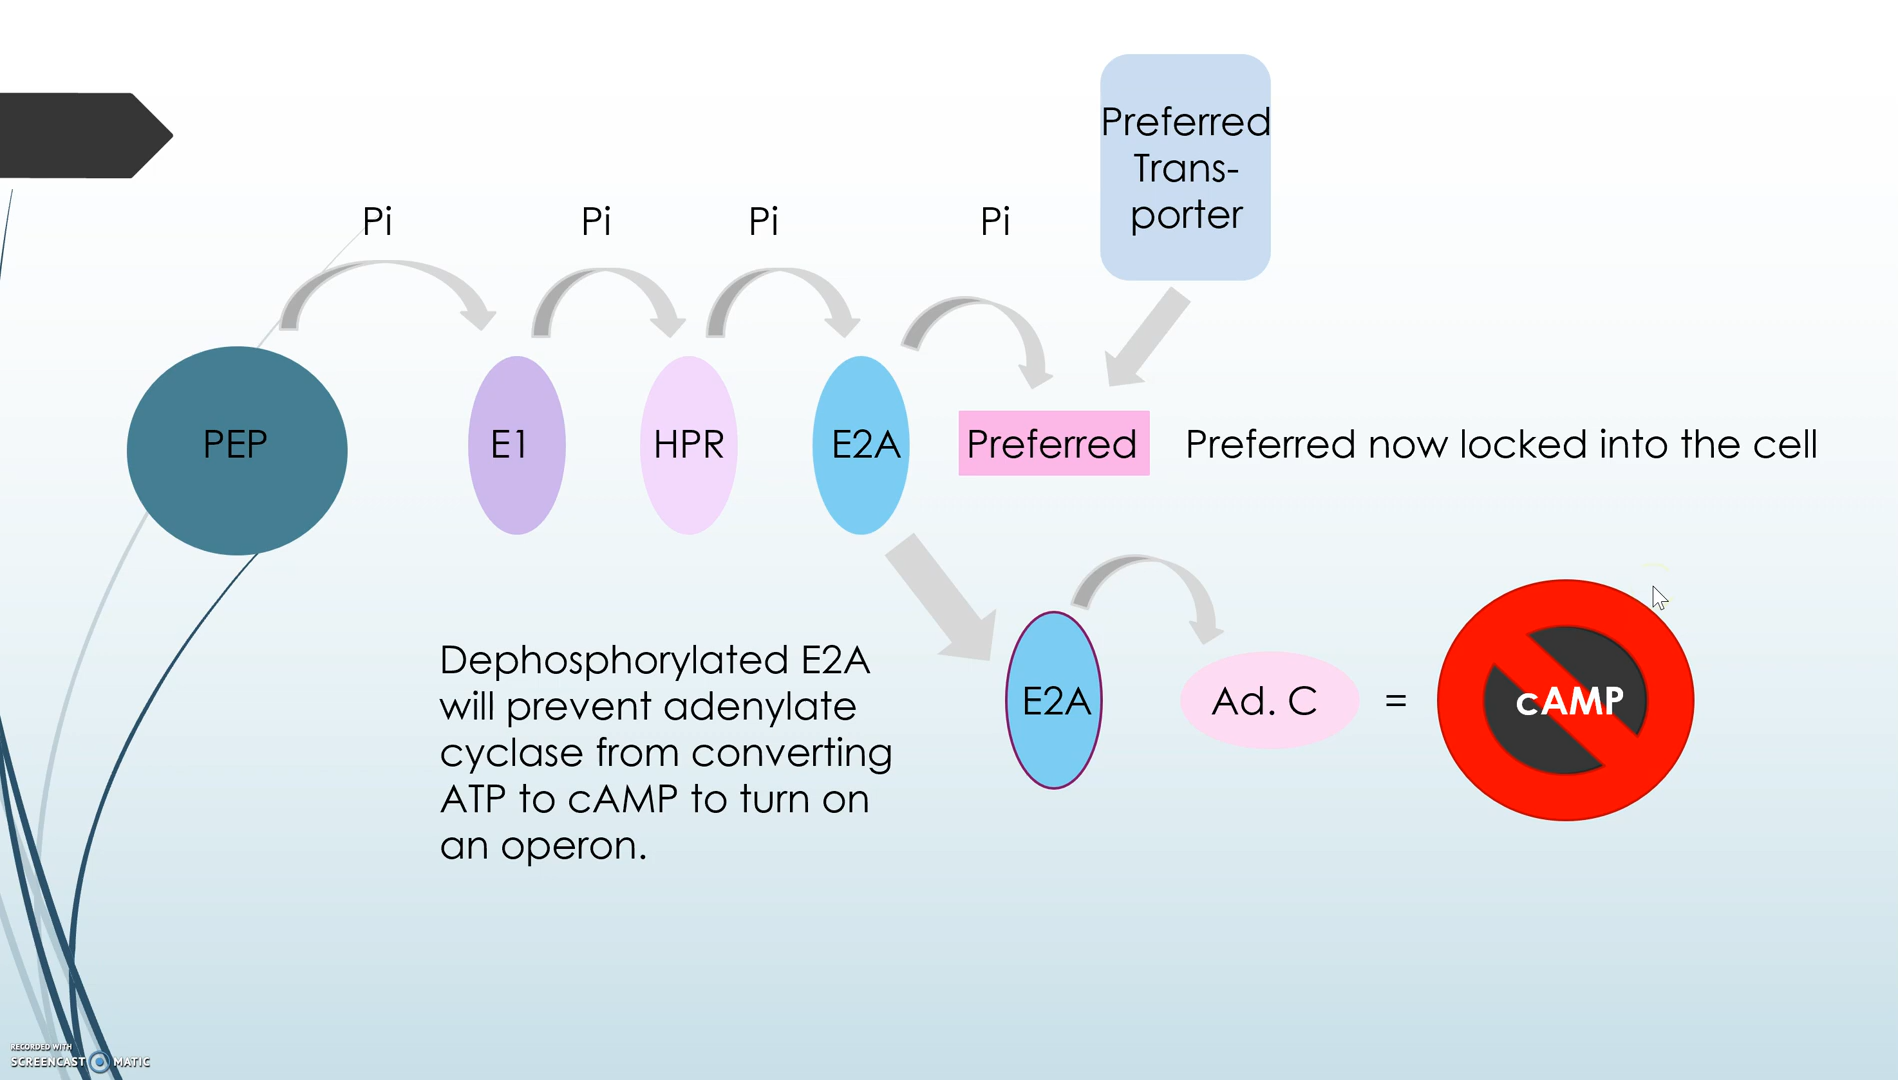 Preferred
Trans-
porter
Pi
Pi
Pi
Pi
PEP
E1
HPR
E2A
Preferred
Preferred now locked into the cell
Dephosphorylated E2A
will prevent adenylate
cyclase from converting
ATP to cAMP to turn on
an operon.
E2A
Ad. C
=
cAMP
RECORDED WITH
SCREENCAST MATIC